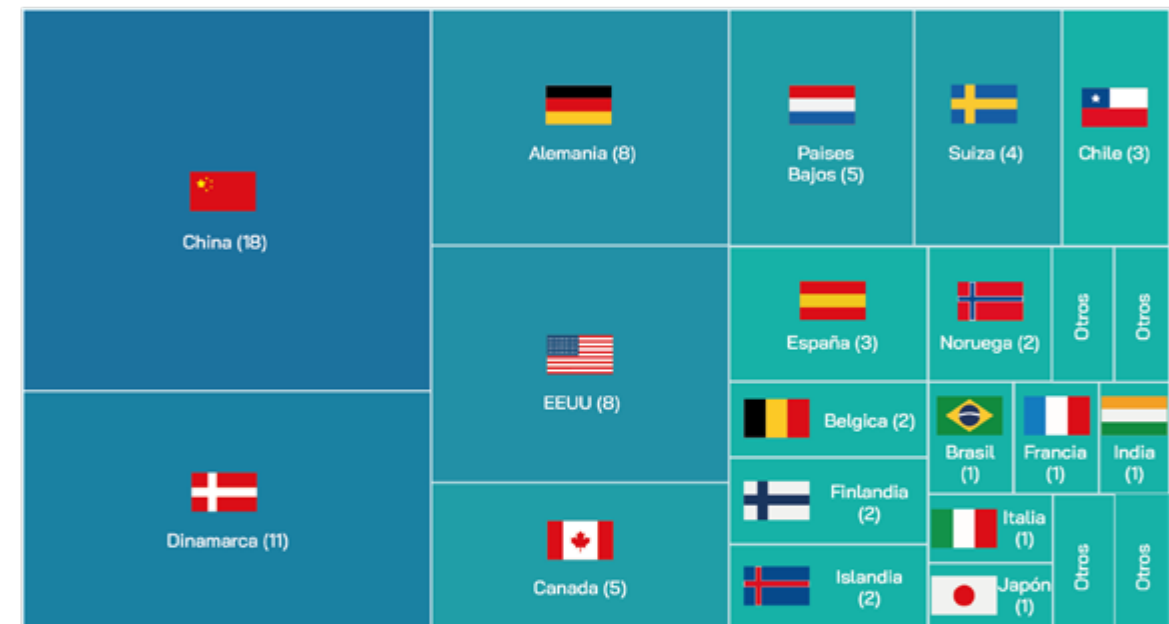 China (18)
Dinamarca (11)
Alemania (8)
EEUU (8)
Canada (5)
Paises
Bajos (5)
Suiza (4)
Chile (3)
España (3)
Noruega (2)
Otros
Otros
Belgica (2)
Finlandia
(2)
Islandia
(2)
Brasil
(1)
Francia
(1)
India
(1)
Italia
(1)
Japón
(1)
Otros
Otros